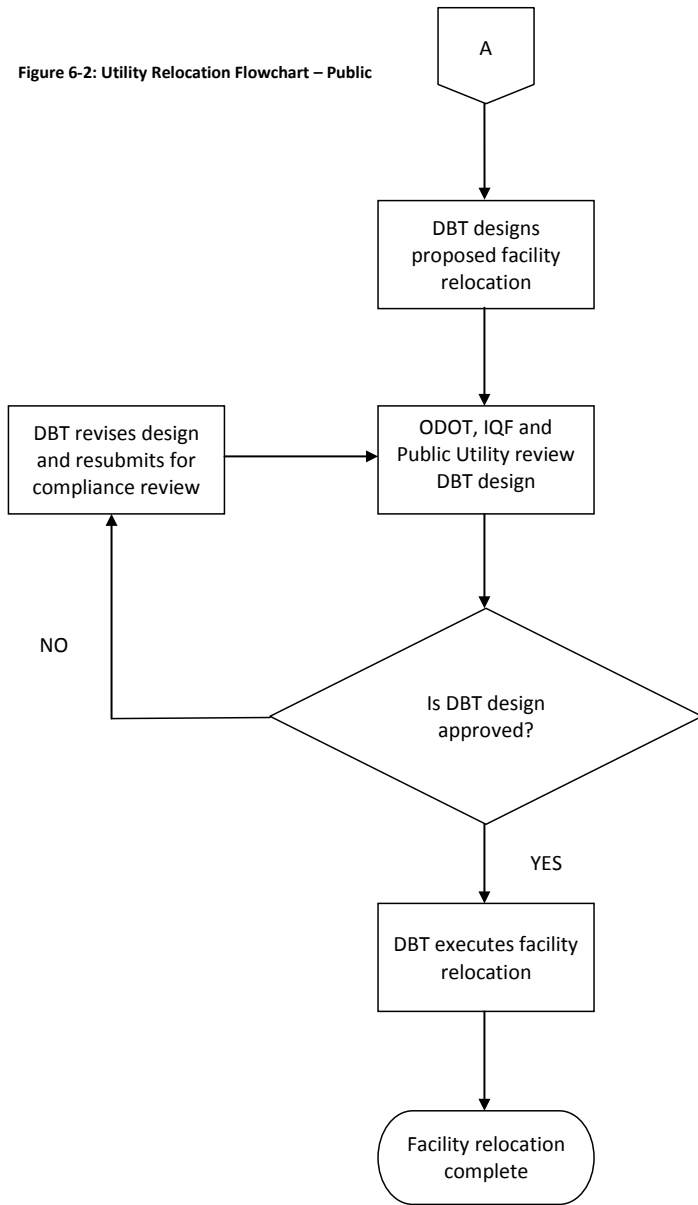 Figure 6-2: Utility Relocation Flowchart – Public
A
DBT designs
proposed facility
relocation
DBT revises design
and resubmits for
compliance review
ODOT, IQF and
Public Utility review
DBT design
NO
Is DBT design
approved?
YES
DBT executes facility
relocation
Facility relocation
complete